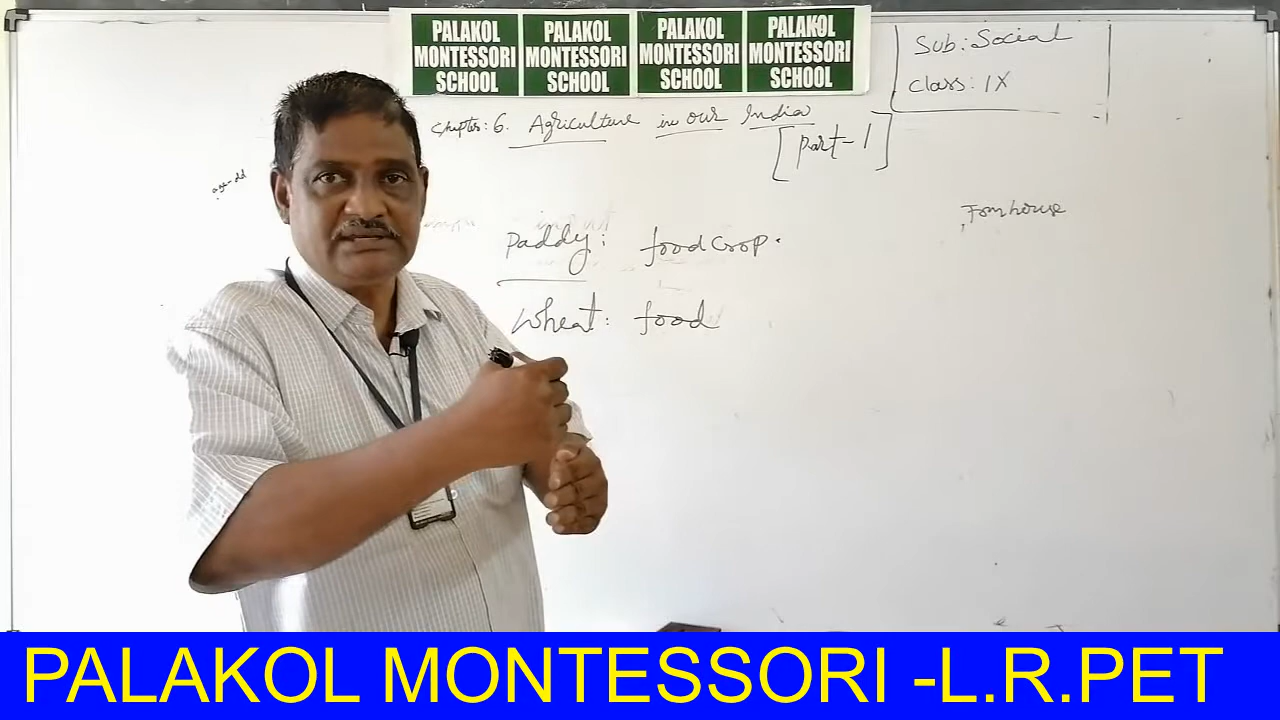 PALAKOL MONTESSORI SCHOOL
PALAKOL MONTESSORI SCHOOL
PALAKOL MONTESSORI SCHOOL
PALAKOL MONTESSORI SCHOOL
Sub: Social
Class: IX
Chapter: 6. Agriculture in our India
[Part-1]
Paddy: food crop.
Wheat: food
PALAKOL MONTESSORI -L.R.PET